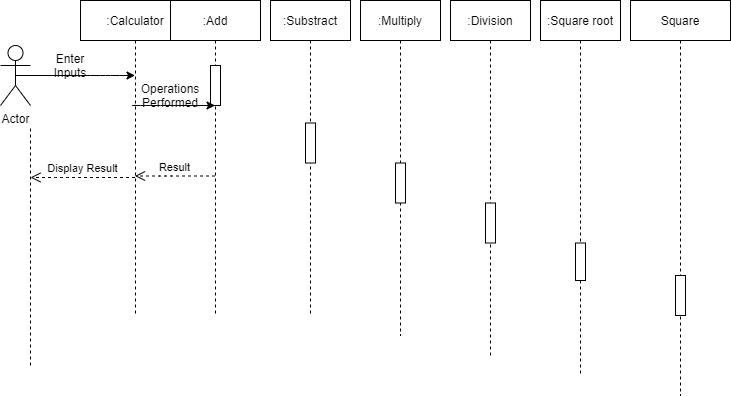 :Calculator
:Add
:Substract
:Multiply
:Division
:Square root
Square
Enter
Inputs
Operations
Performed
Actor
Display Result
Result